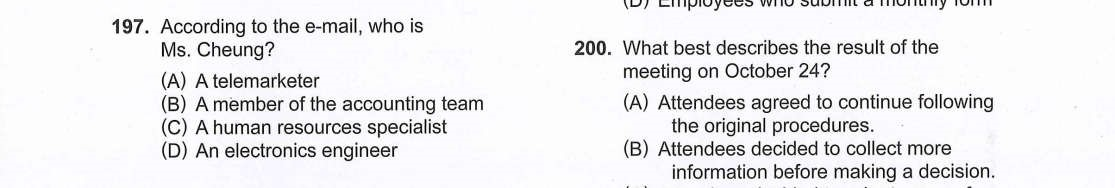 197. According to the e-mail, who is
Ms. Cheung?
(A) A telemarketer
(B) A member of the accounting team
(C) A human resources specialist
(D) An electronics engineer
(D) Employees who submit a monthly form
200. What best describes the result of the
meeting on October 24?
(A) Attendees agreed to continue following
the original procedures.
(B) Attendees decided to collect more
information before making a decision.